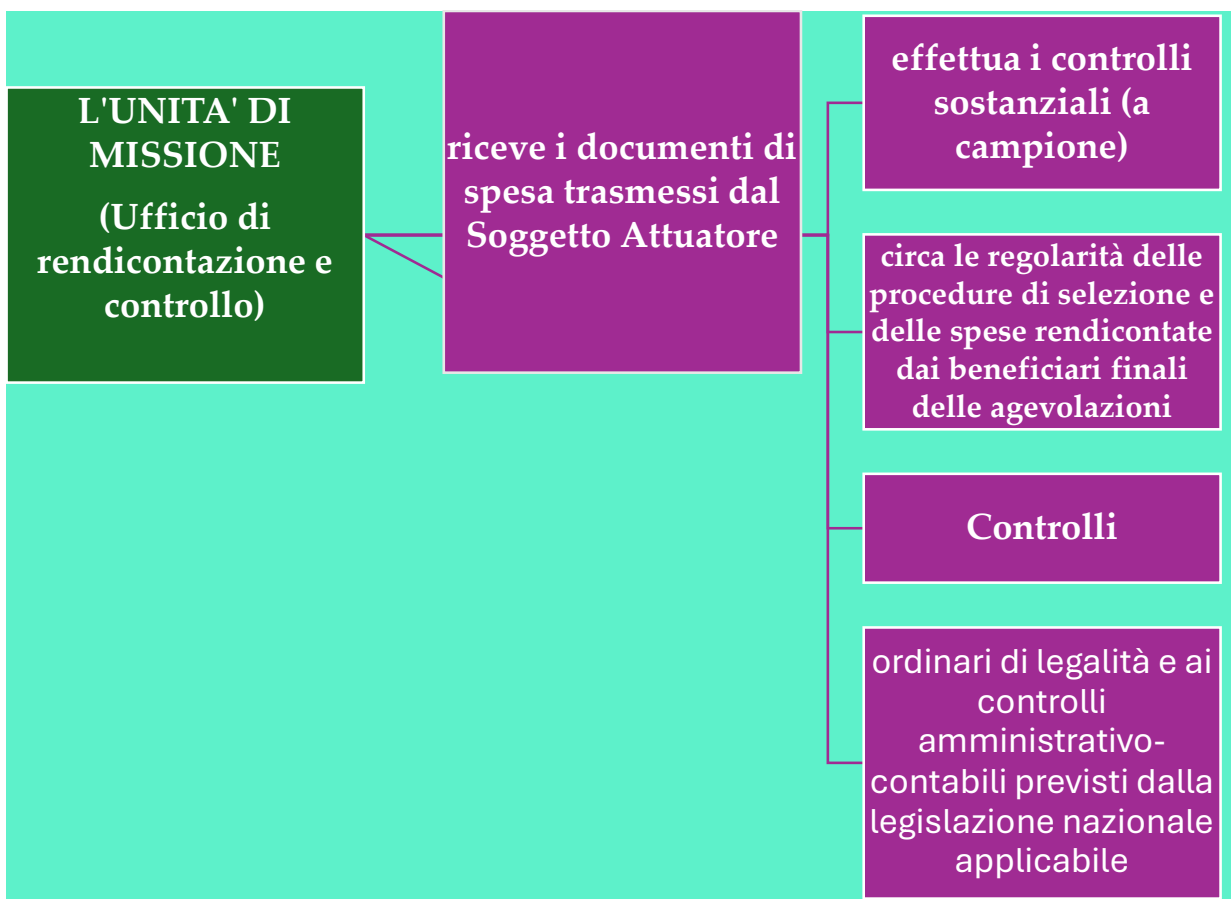 L'UNITA' DI
MISSIONE
(Ufficio di
rendicontazione e
controllo)
riceve i documenti di
spesa trasmessi dal
Soggetto Attuatore
effettua i controlli
sostanziali (a
campione)
circa le regolarità delle
procedure di selezione e
delle spese rendicontate
dai beneficiari finali
delle agevolazioni
Controlli
ordinari di legalità e ai
controlli
amministrativo-
contabili previsti dalla
legislazione nazionale
applicabile